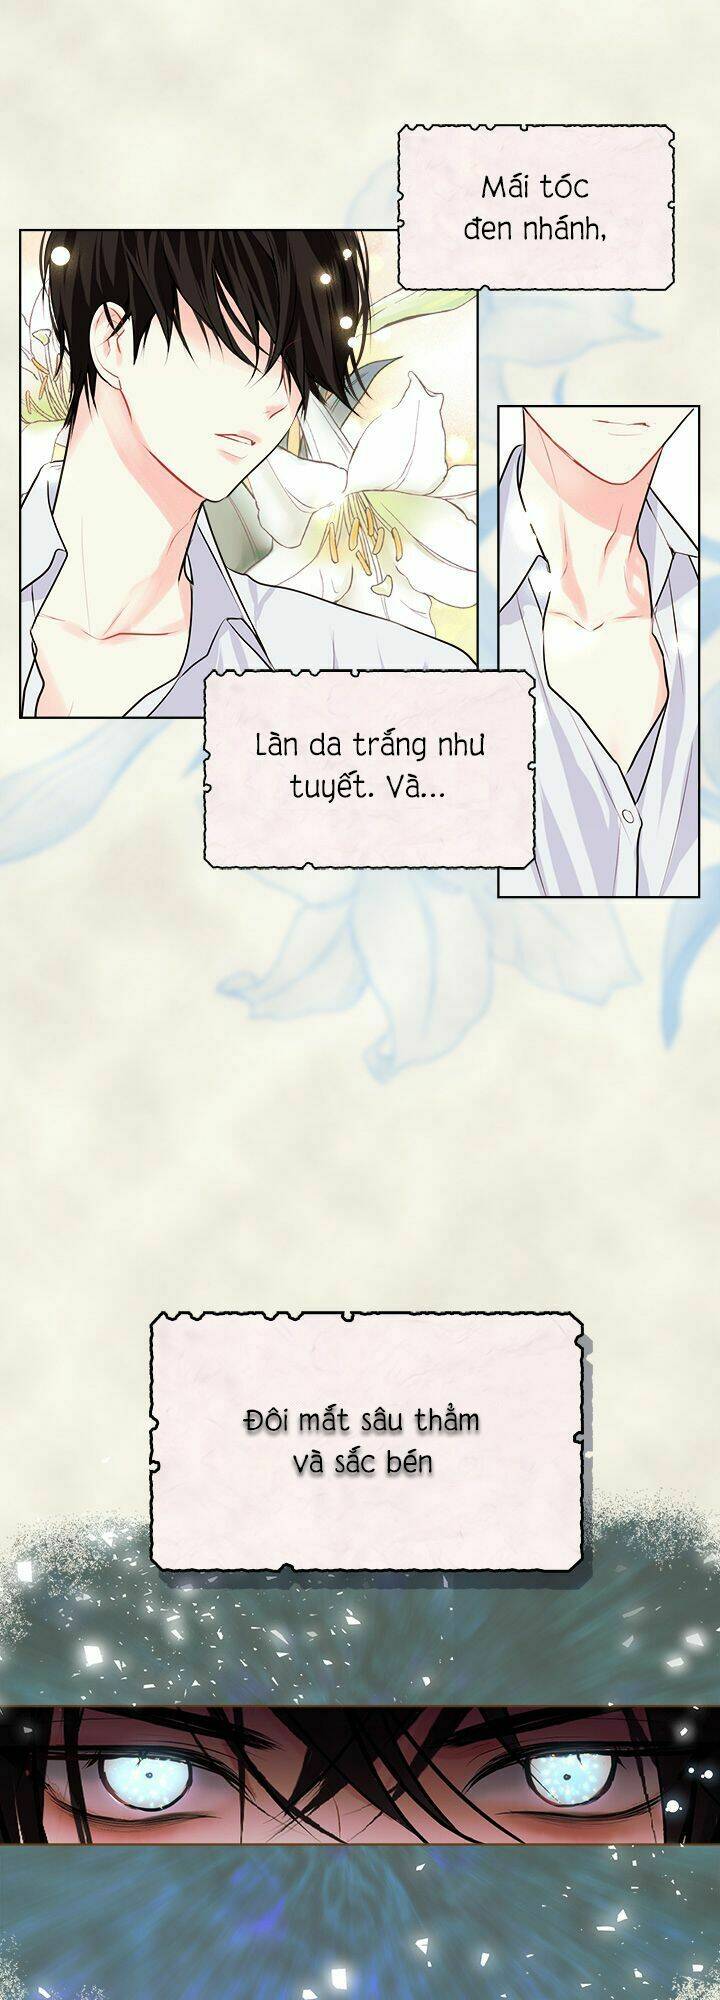 Mái tóc
đen nhánh,
Làn da trắng như
tuyết. Và...
Đôi mắt sâu thẳm
và sắc bén